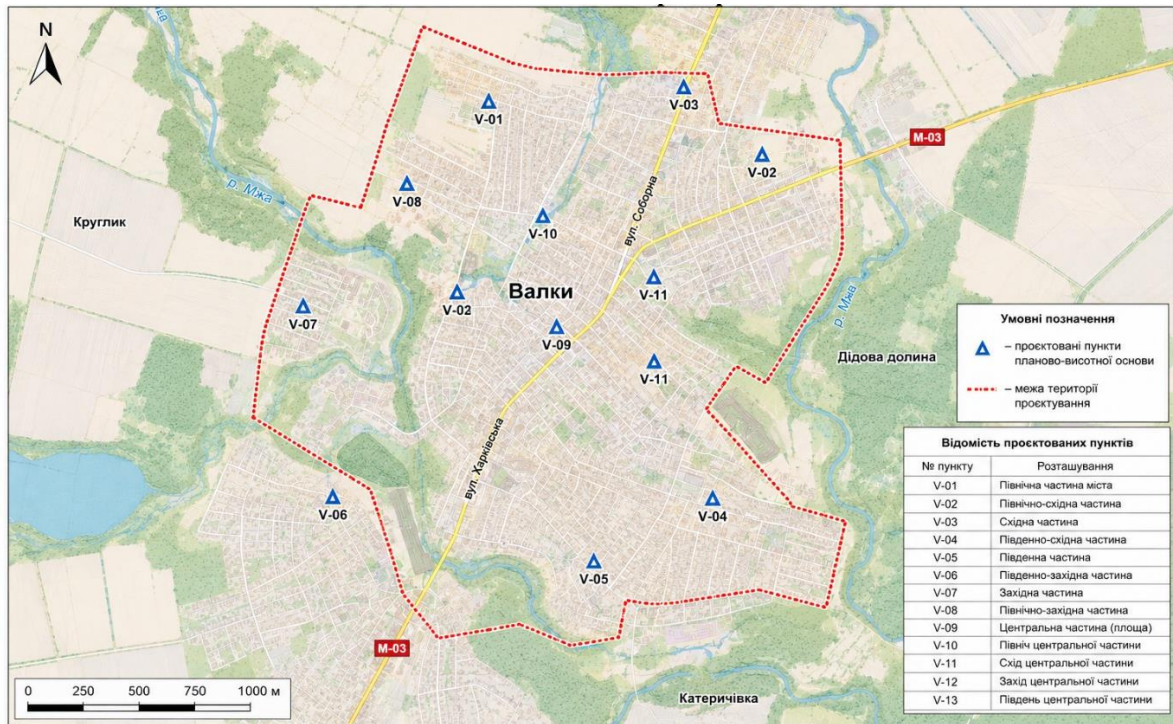 N
V-01
V-03
М-03
V-02
р. Мжа
V-08
вул. Соборна
Круглик
V-10
V-11
V-02
Валки
V-07
V-09
р. Мжв
Дідова долина
V-11
вул. Харківська
V-06
V-04
V-05
М-03
Катеричівка
0 250 500 750 1000 м
Умовні позначення
– проєктовані пункти
планово-висотної основи
– межа території
проєктування
Відомість проєктованих пунктів
№ пункту Розташування
V-01 Північна частина міста
V-02 Північно-східна частина
V-03 Східна частина
V-04 Південно-східна частина
V-05 Південна частина
V-06 Південно-західна частина
V-07 Західна частина
V-08 Північно-західна частина
V-09 Центральна частина (площа)
V-10 Північ центральної частини
V-11 Схід центральної частини
V-12 Захід центральної частини
V-13 Південь центральної частини